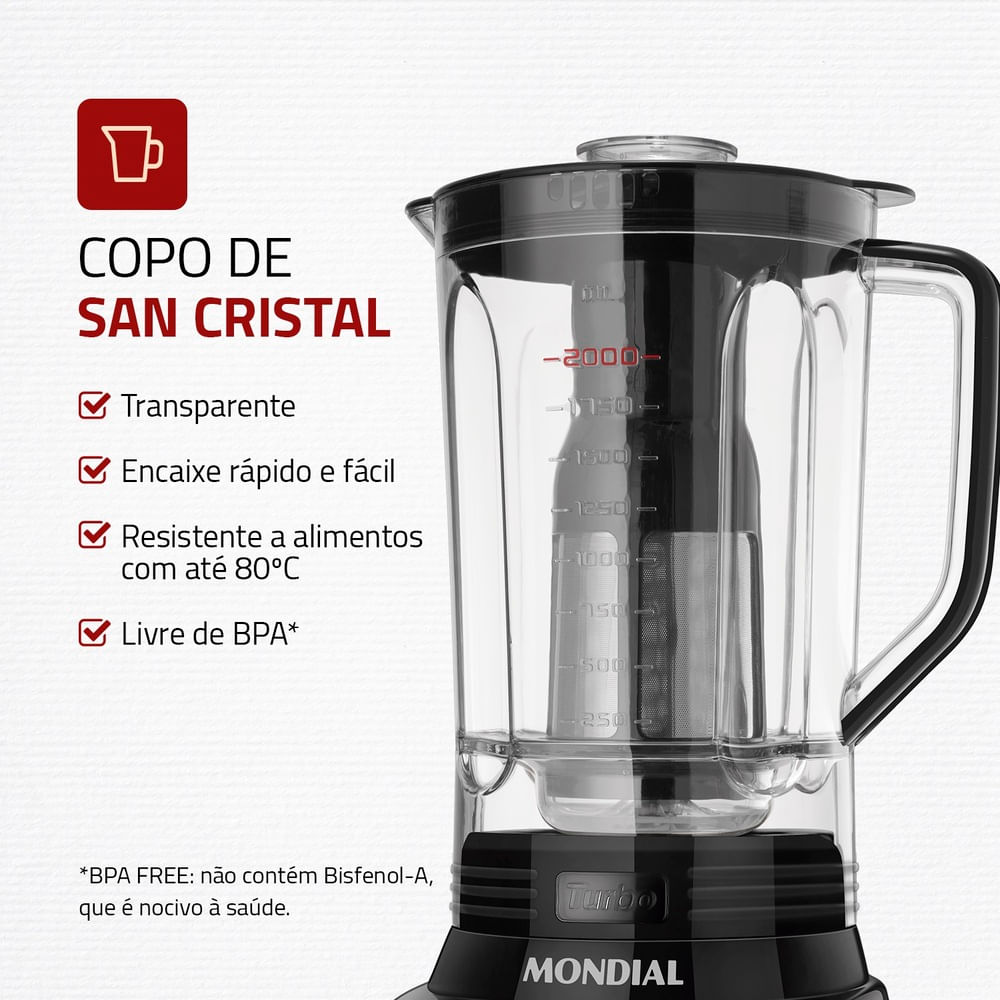 COPO DE
SAN CRISTAL
Transparente
Encaixe rápido e fácil
Resistente a alimentos
com até 80ºC
Livre de BPA*
*BPA FREE: não contém Bisfenol-A,
que é nocivo à saúde.
2000
1750
1500
1250
1000
750
500
250
Turbo
MONDIAL